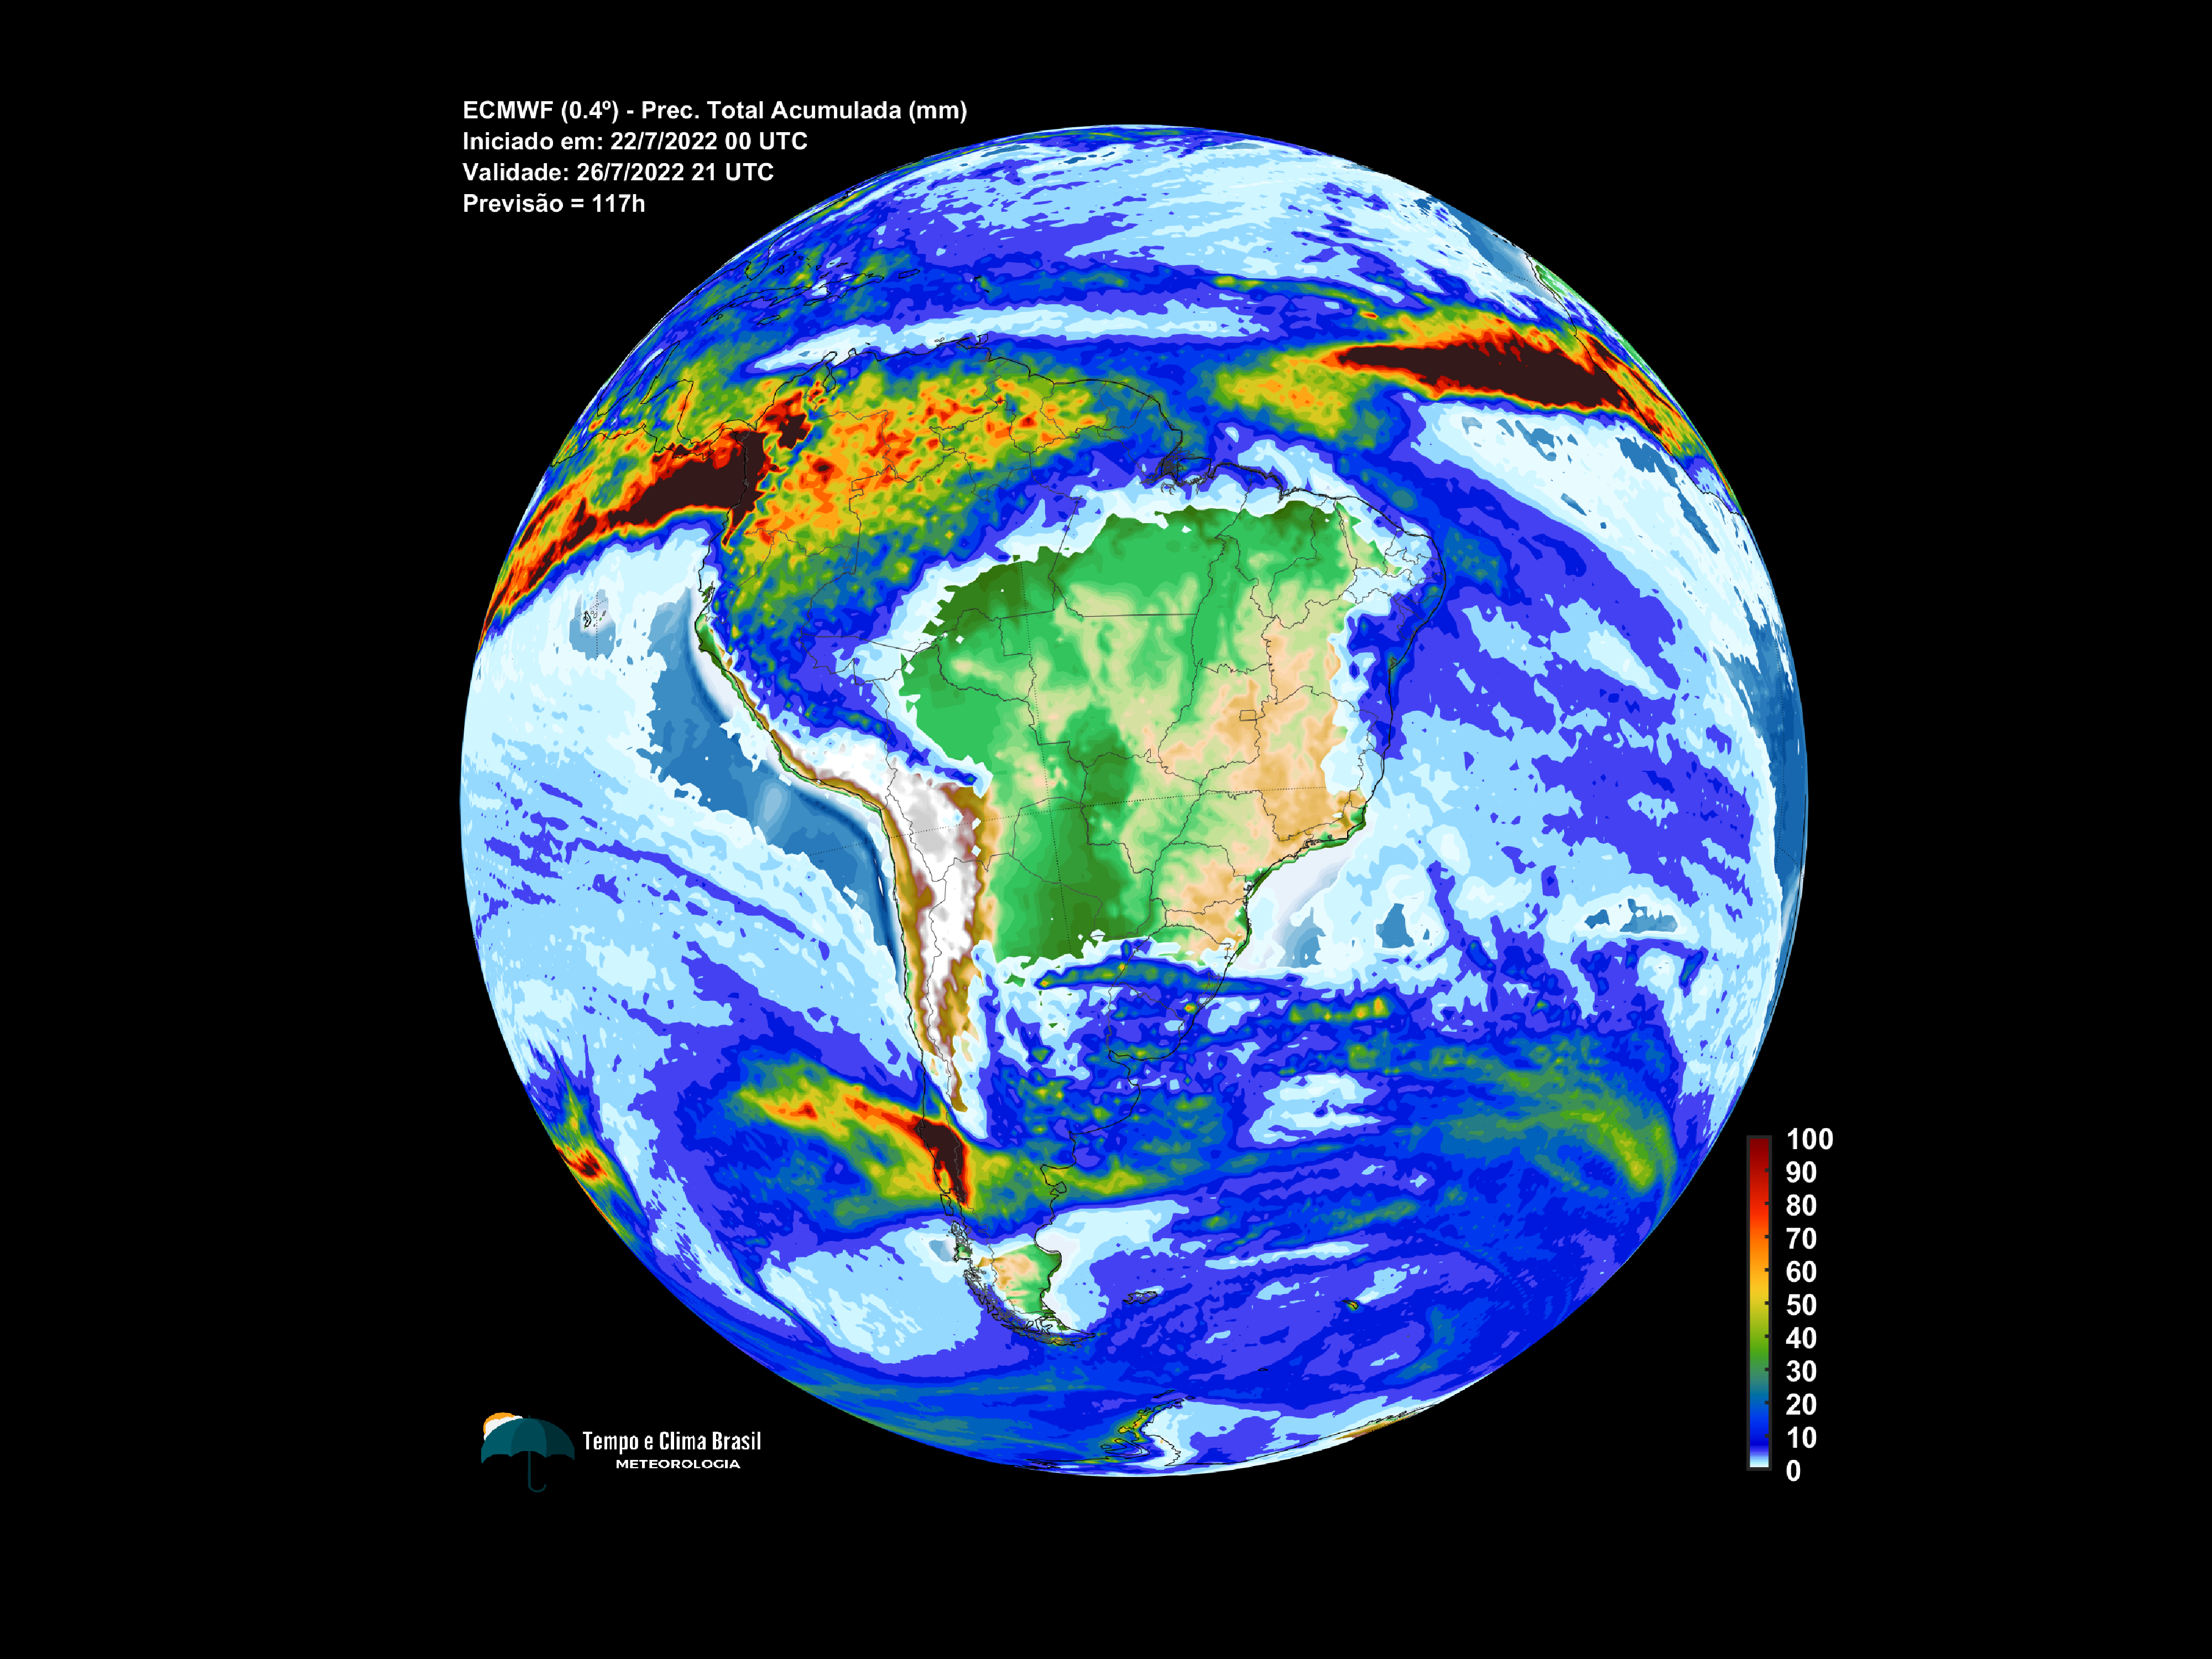 ECMWF (0.4º) - Prec. Total Acumulada (mm)
Iniciado em: 22/7/2022 00 UTC
Validade: 26/7/2022 21 UTC
Previsão = 117h
100
90
80
70
60
50
40
30
20
10
0
Tempo e Clima Brasil
METEOROLOGIA